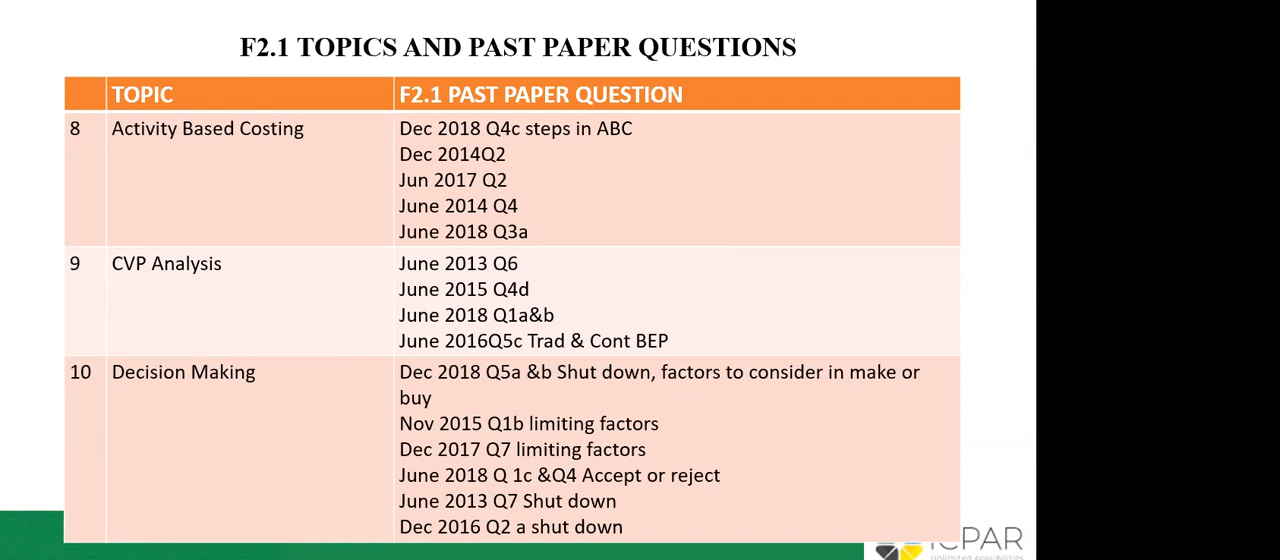 F2.1 TOPICS AND PAST PAPER QUESTIONS
TOPIC F2.1 PAST PAPER QUESTION
8 Activity Based Costing Dec 2018 Q4c steps in ABC
Dec 2014Q2
Jun 2017 Q2
June 2014 Q4
June 2018 Q3a
9 CVP Analysis June 2013 Q6
June 2015 Q4d
June 2018 Q1a&b
June 2016Q5c Trad & Cont BEP
10 Decision Making Dec 2018 Q5a &b Shut down, factors to consider in make or
buy
Nov 2015 Q1b limiting factors
Dec 2017 Q7 limiting factors
June 2018 Q 1c &Q4 Accept or reject
June 2013 Q7 Shut down
Dec 2016 Q2 a shut down
ICPAR
Unlimited possibilities